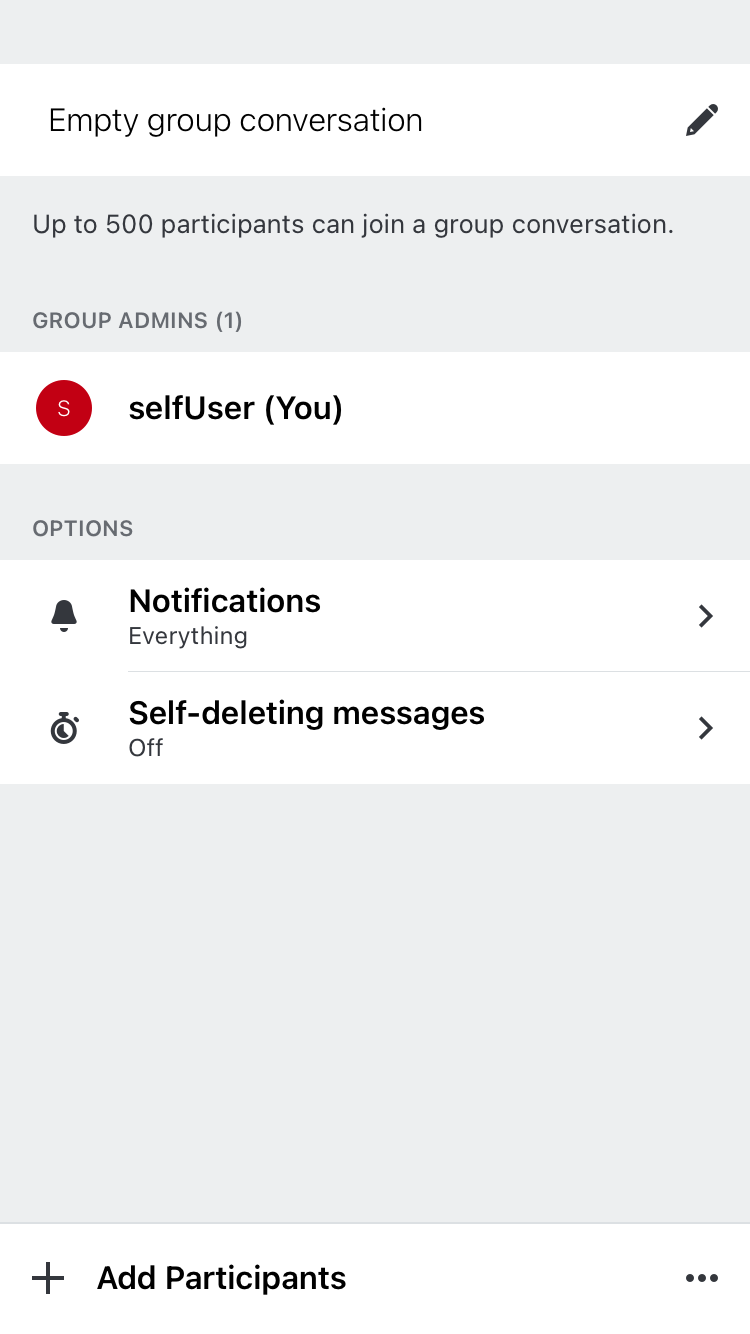 Empty group conversation
Up to 500 participants can join a group conversation.
GROUP ADMINS (1)
S
selfUser (You)
OPTIONS
Notifications
Everything
Self-deleting messages
Off
Add Participants